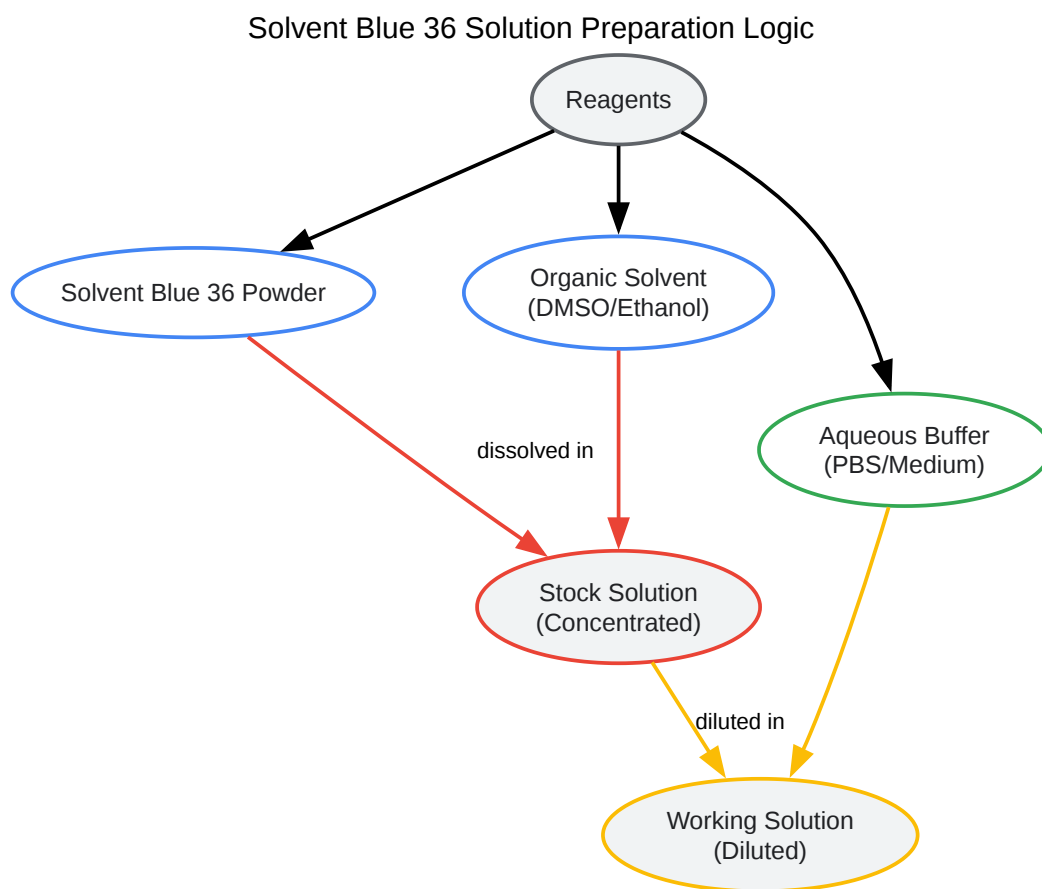 Solvent Blue 36 Solution Preparation Logic
Reagents
Solvent Blue 36 Powder
Organic Solvent
(DMSO/Ethanol)
Aqueous Buffer
(PBS/Medium)
dissolved in
Stock Solution
(Concentrated)
diluted in
Working Solution
(Diluted)